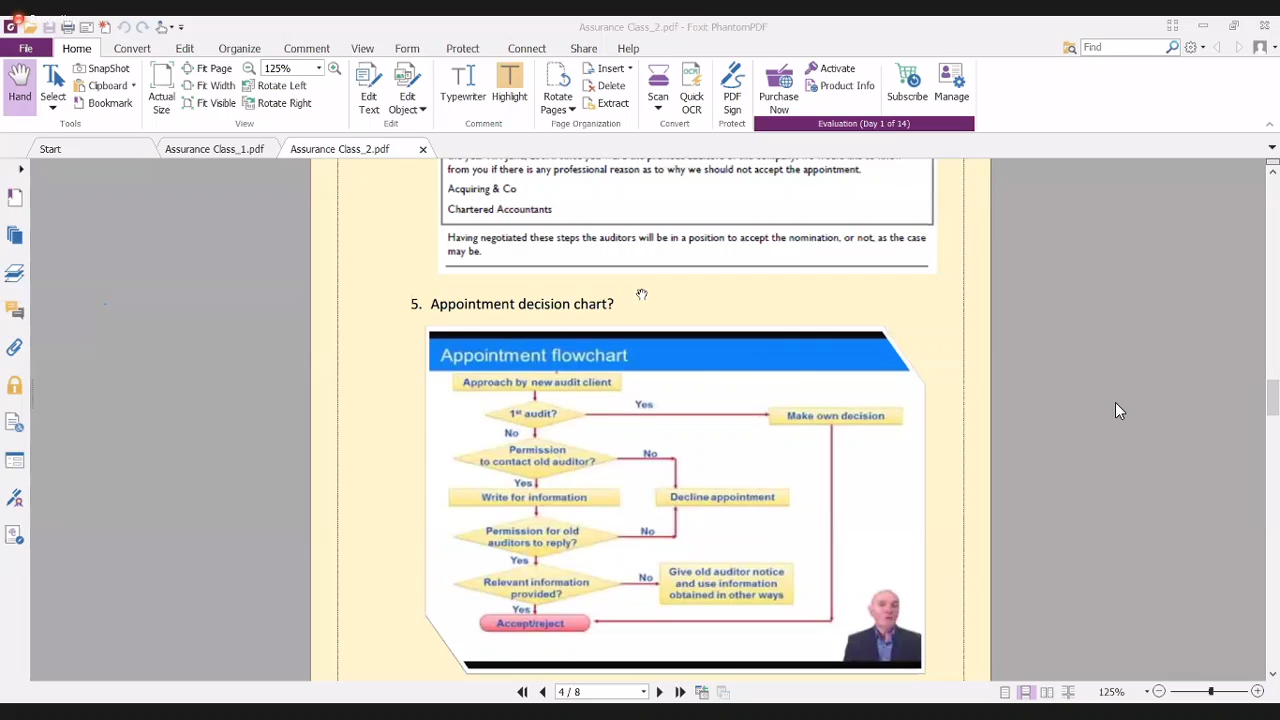 Assurance Class_2.pdf - Foxit PhantomPDF
File Home Convert Edit Organize Comment View Form Protect Connect Share Help Find
Hand
Select
SnapShot
Clipboard
Bookmark
Tools
Actual Size
Fit Page
Fit Width
Fit Visible
125%
Rotate Left
Rotate Right
View
Edit Text
Edit Object
Edit
Typewriter
Highlight
Comment
Rotate Pages
Insert
Delete
Extract
Page Organization
Scan
Quick OCR
Convert
PDF Sign
Protect
Purchase Now
Activate
Product Info
Subscribe
Manage
Evaluation (Day 1 of 14)
Start
Assurance Class_1.pdf
Assurance Class_2.pdf
from you if there is any professional reason as to why we should not accept the appointment.
Acquiring & Co
Chartered Accountants
Having negotiated these steps the auditors will be in a position to accept the nomination, or not, as the case
may be.
5. Appointment decision chart?
Appointment flowchart
Approach by new audit client
1st audit?
Yes
Make own decision
No
Permission
to contact old auditor?
No
Yes
Write for information
Decline appointment
Permission for old
auditors to reply?
No
Yes
Relevant information
provided?
No
Give old auditor notice
and use information
obtained in other ways
Yes
Accept/reject
4 / 8
125%